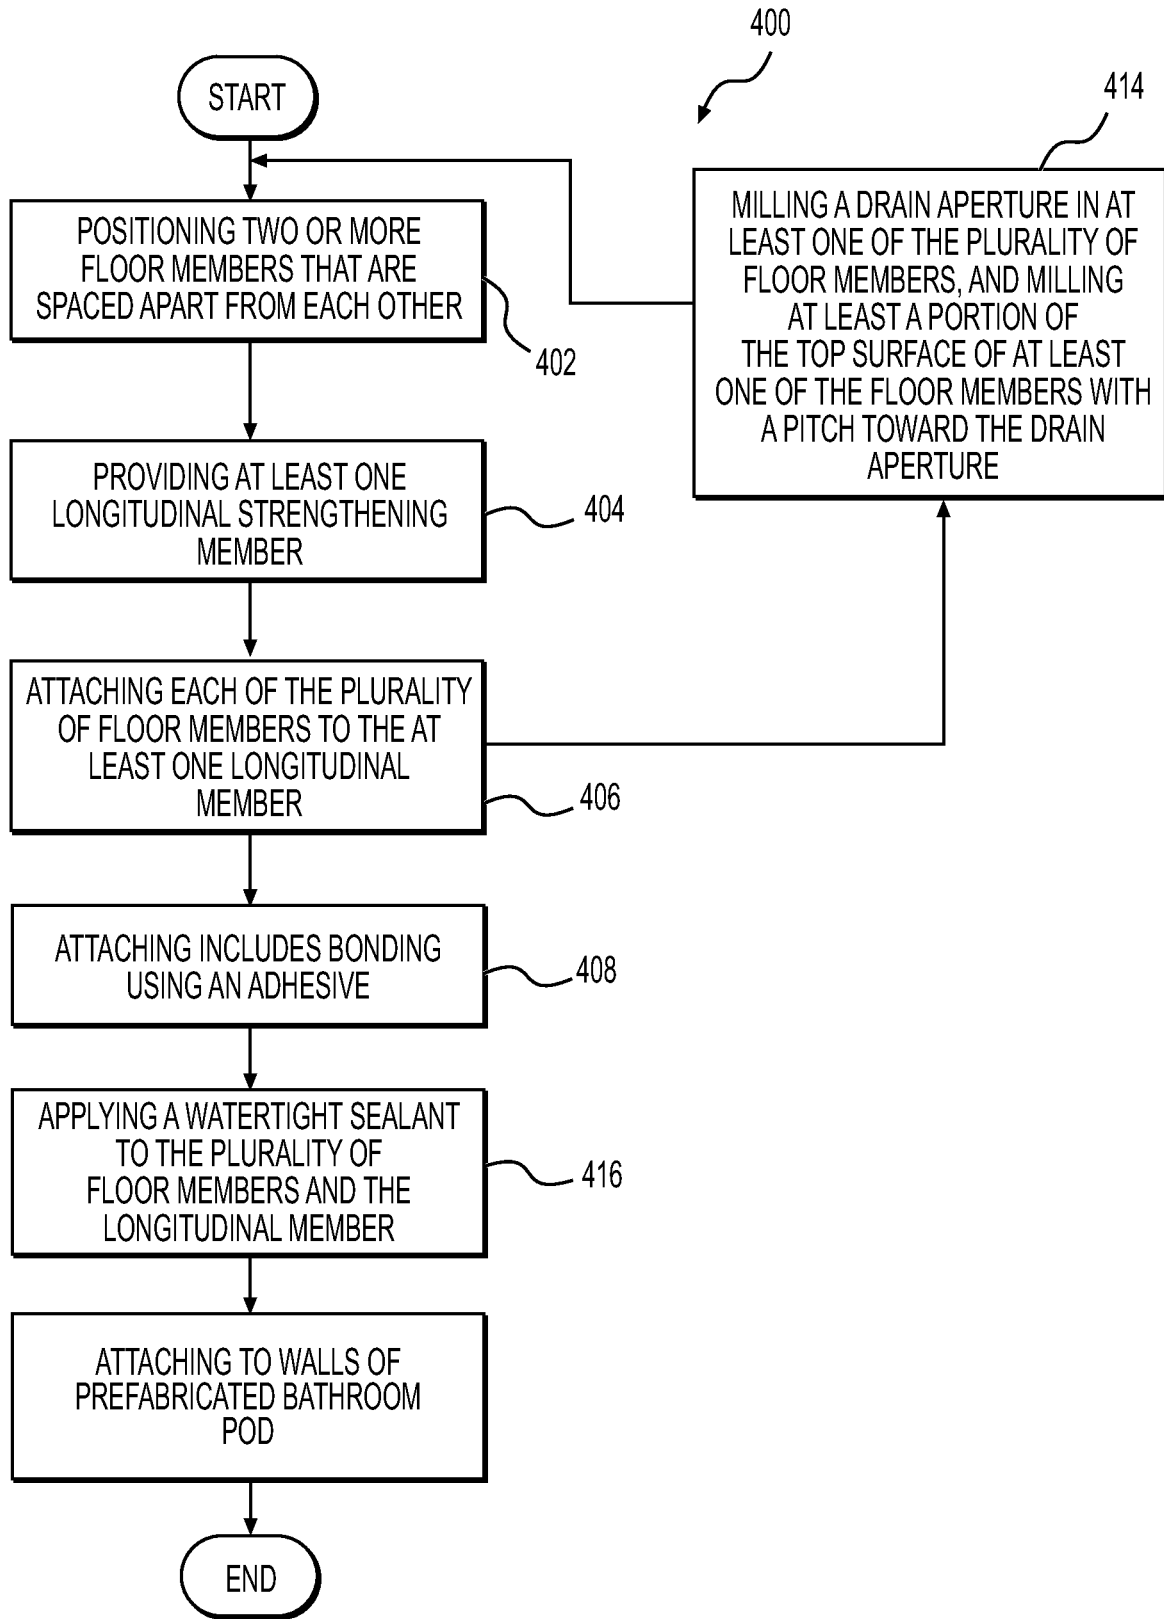 400
START
POSITIONING TWO OR MORE
FLOOR MEMBERS THAT ARE
SPACED APART FROM EACH OTHER
402
PROVIDING AT LEAST ONE
LONGITUDINAL STRENGTHENING
MEMBER
404
ATTACHING EACH OF THE PLURALITY
OF FLOOR MEMBERS TO THE AT
LEAST ONE LONGITUDINAL
MEMBER
406
414
MILLING A DRAIN APERTURE IN AT
LEAST ONE OF THE PLURALITY OF
FLOOR MEMBERS, AND MILLING
AT LEAST A PORTION OF
THE TOP SURFACE OF AT LEAST
ONE OF THE FLOOR MEMBERS WITH
A PITCH TOWARD THE DRAIN
APERTURE
ATTACHING INCLUDES BONDING
USING AN ADHESIVE
408
APPLYING A WATERTIGHT SEALANT
TO THE PLURALITY OF
FLOOR MEMBERS AND THE
LONGITUDINAL MEMBER
416
ATTACHING TO WALLS OF
PREFABRICATED BATHROOM
POD
END